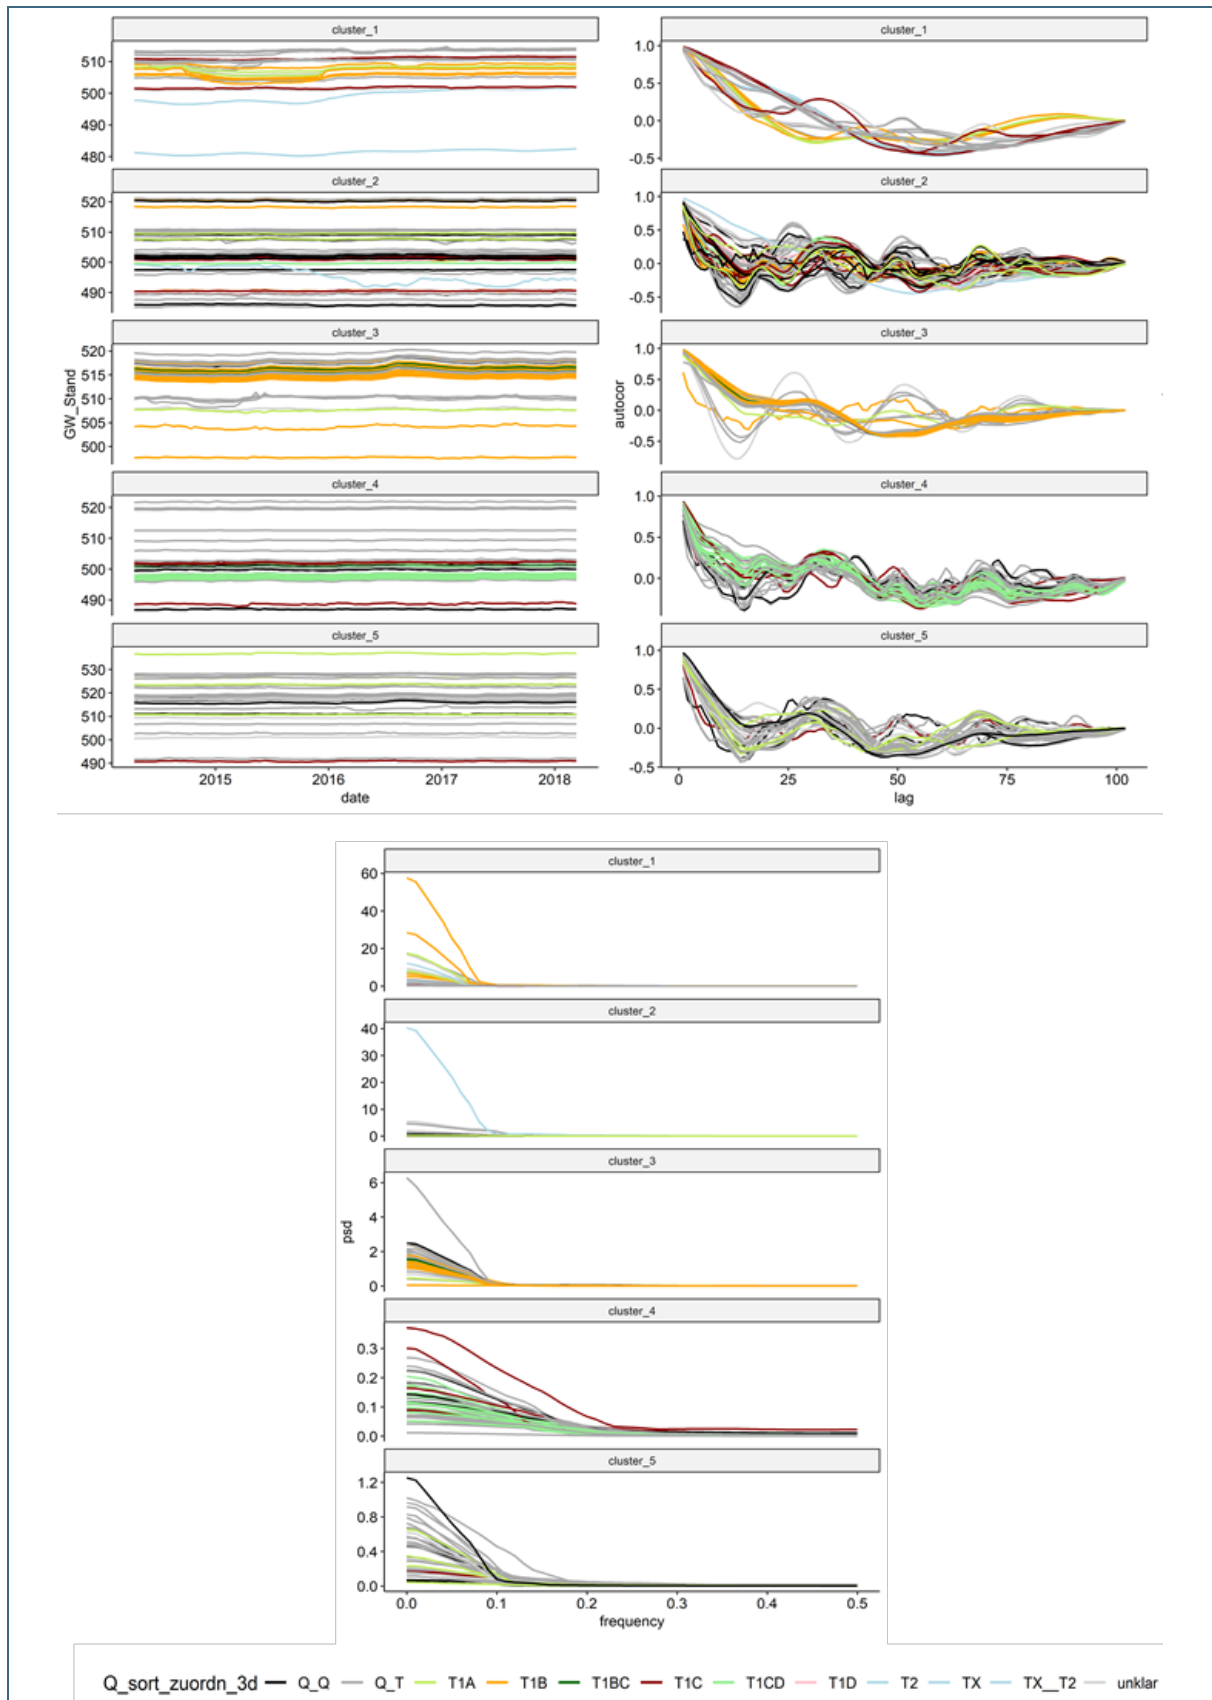 cluster_1
510
500
490
480
cluster_2
520
510
500
490
cluster_3
520
515
510
505
500
cluster_4
520
510
500
490
cluster_5
530
520
510
500
490
GW_Stand
2015 2016 2017 2018
date
cluster_1
1.0
0.5
0.0
-0.5
cluster_2
1.0
0.5
0.0
-0.5
cluster_3
1.0
0.5
0.0
-0.5
cluster_4
1.0
0.5
0.0
cluster_5
1.0
0.5
0.0
-0.5
autocor
0 25 50 75 100
lag
cluster_1
60
40
20
0
cluster_2
40
30
20
10
0
cluster_3
6
4
2
0
cluster_4
0.3
0.2
0.1
0.0
cluster_5
1.2
0.8
0.4
0.0
psd
0.0 0.1 0.2 0.3 0.4 0.5
frequency
Q_sort_zuordn_3d Q_Q Q_T T1A T1B T1BC T1C T1CD T1D T2 TX TX__T2 unklar